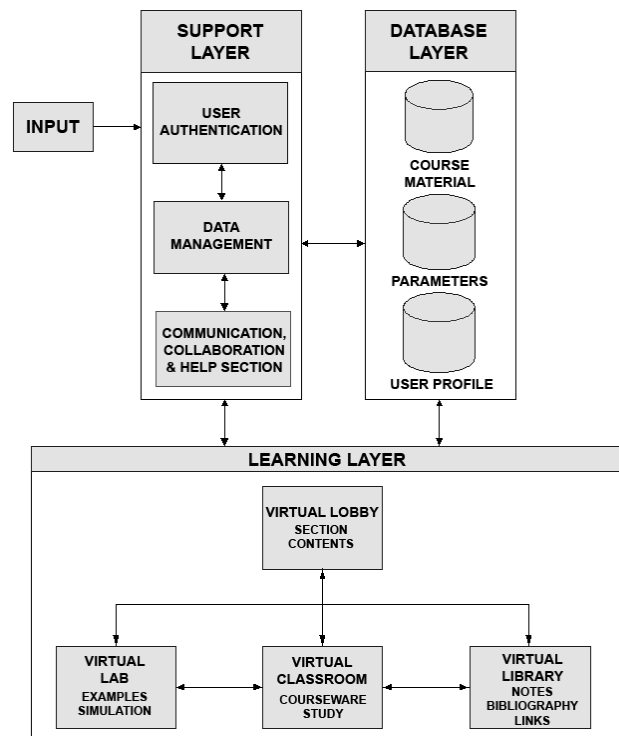 SUPPORT
LAYER
DATABASE
LAYER
INPUT
USER
AUTHENTICATION
DATA
MANAGEMENT
COMMUNICATION,
COLLABORATION
& HELP SECTION
COURSE
MATERIAL
PARAMETERS
USER PROFILE
LEARNING LAYER
VIRTUAL LOBBY
SECTION
CONTENTS
VIRTUAL
LAB
EXAMPLES
SIMULATION
VIRTUAL
CLASSROOM
COURSEWARE
STUDY
VIRTUAL
LIBRARY
NOTES
BIBLIOGRAPHY
LINKS